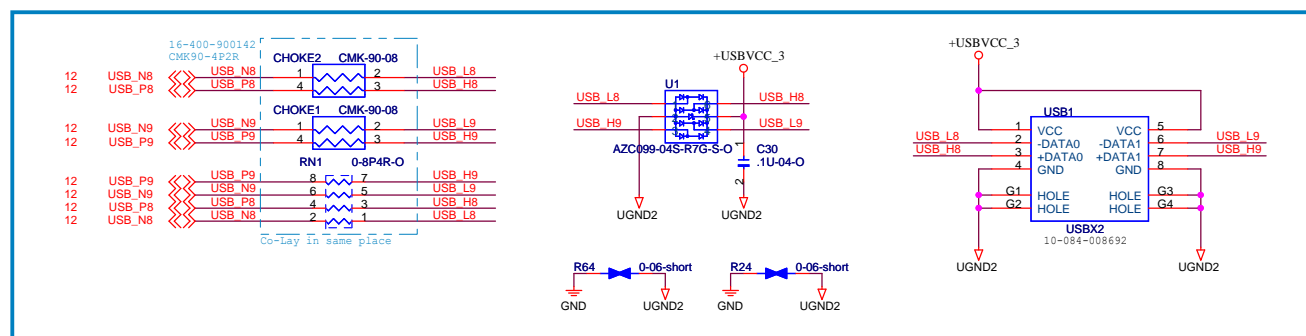 16-400-900142
CMK90-4P2R
CHOKE2 CMK-90-08
12 USB_N8 USB_N8 1 2 USB_L8
12 USB_P8 USB_P8 4 3 USB_H8
CHOKE1 CMK-90-08
12 USB_N9 USB_N9 1 2 USB_L9
12 USB_P9 USB_P9 4 3 USB_H9
RN1 0-8P4R-O
12 USB_P9 USB_P9 8 7 USB_H9
12 USB_N9 USB_N9 6 5 USB_L9
12 USB_P8 USB_P8 4 3 USB_H8
12 USB_N8 USB_N8 2 1 USB_L8
Co-Lay in same place
+USBVCC_3
U1
USB_L8 USB_H8
USB_H9 USB_L9
AZC099-04S-R7G-S-O
C30
.1U-04-O
1
2
UGND2
UGND2
R64 0-06-short
GND UGND2
R24 0-06-short
GND UGND2
+USBVCC_3
USB1
1 VCC VCC 5
USB_L8 2 -DATA0 -DATA1 6 USB_L9
USB_H8 3 +DATA0 +DATA1 7 USB_H9
4 GND GND 8
G1 HOLE HOLE G3
G2 HOLE HOLE G4
USBX2
10-084-008692
UGND2 UGND2